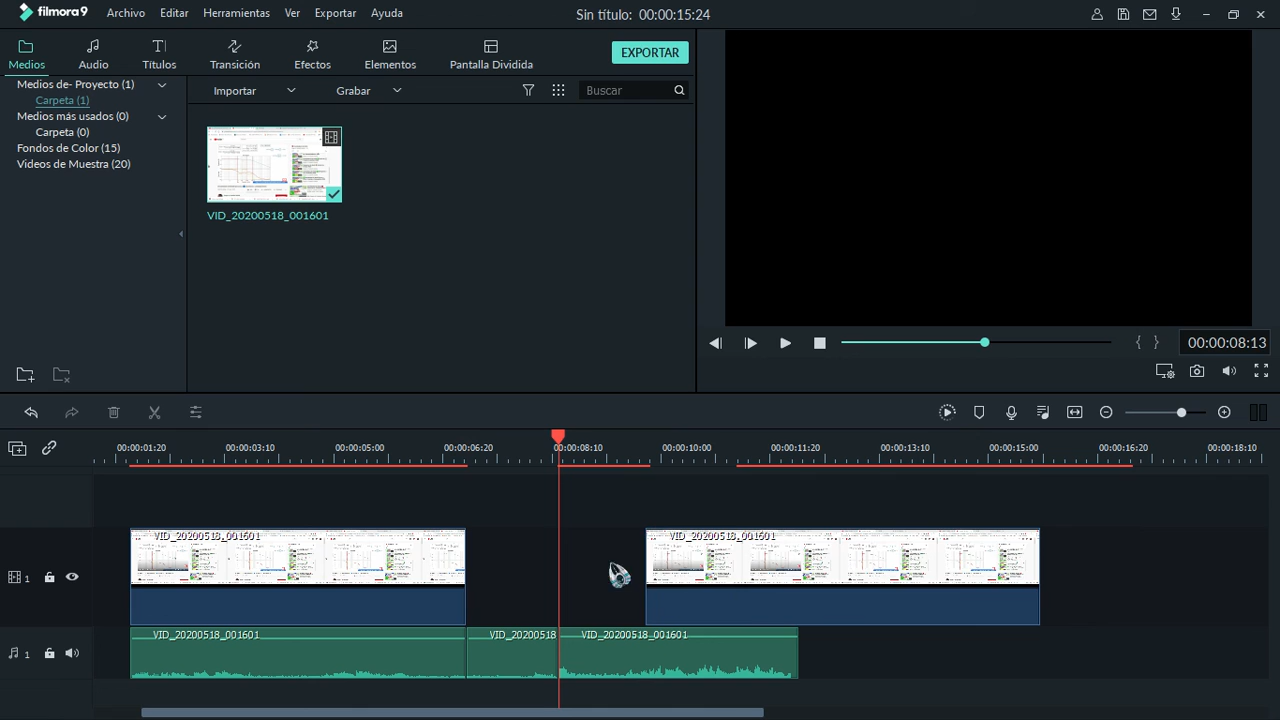 filmora9 Archivo Editar Herramientas Ver Exportar Ayuda Sin título: 00:00:15:24
Medios Audio Títulos Transición Efectos Elementos Pantalla Dividida EXPORTAR
Medios de- Proyecto (1)
Carpeta (1)
Medios más usados (0)
Carpeta (0)
Fondos de Color (15)
de Muestra (20)
Importar Grabar Buscar
VID_20200518_001601
00:00:08:13
00:00:01:20 00:00:03:10 00:00:05:00 00:00:06:20 00:00:08:10 00:00:10:00 00:00:11:20 00:00:13:10 00:00:15:00 00:00:16:20 00:00:18:10
VID_20200518_001601 VID_20200518_001601
1
VID_20200518_001601 VID_20200518 VID_20200518_001601
1